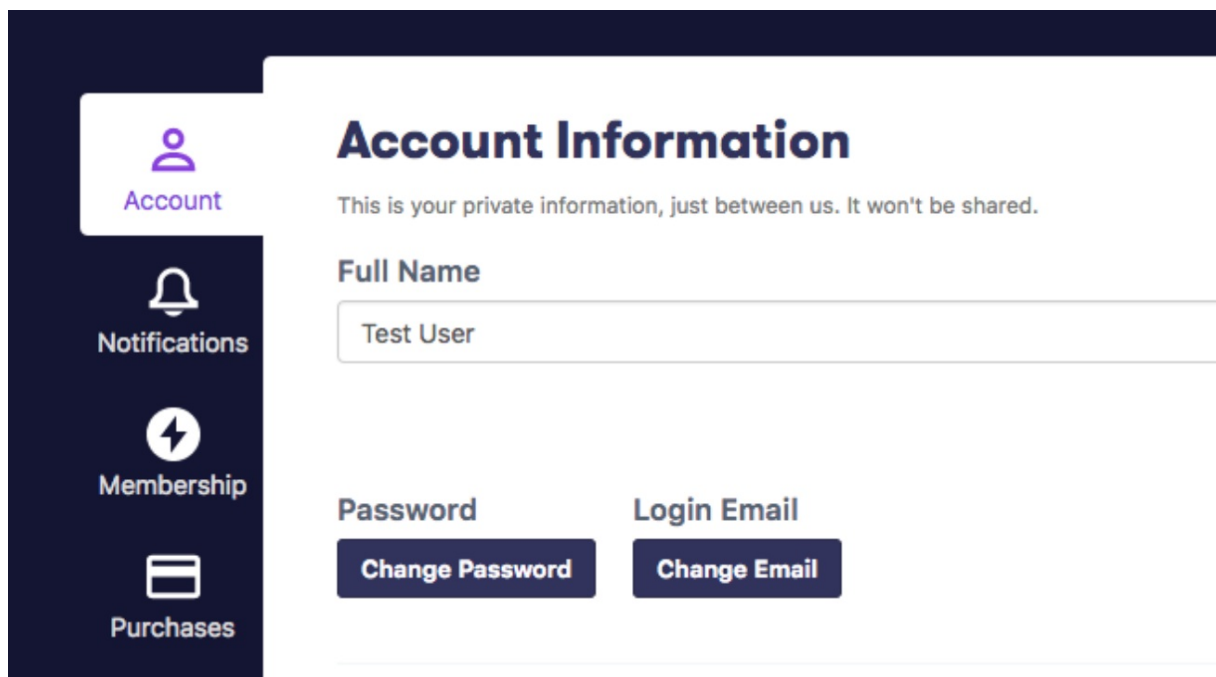 Account
Notifications
Membership
Purchases
Account Information
This is your private information, just between us. It won't be shared.
Full Name
Test User
Password Login Email
Change Password Change Email